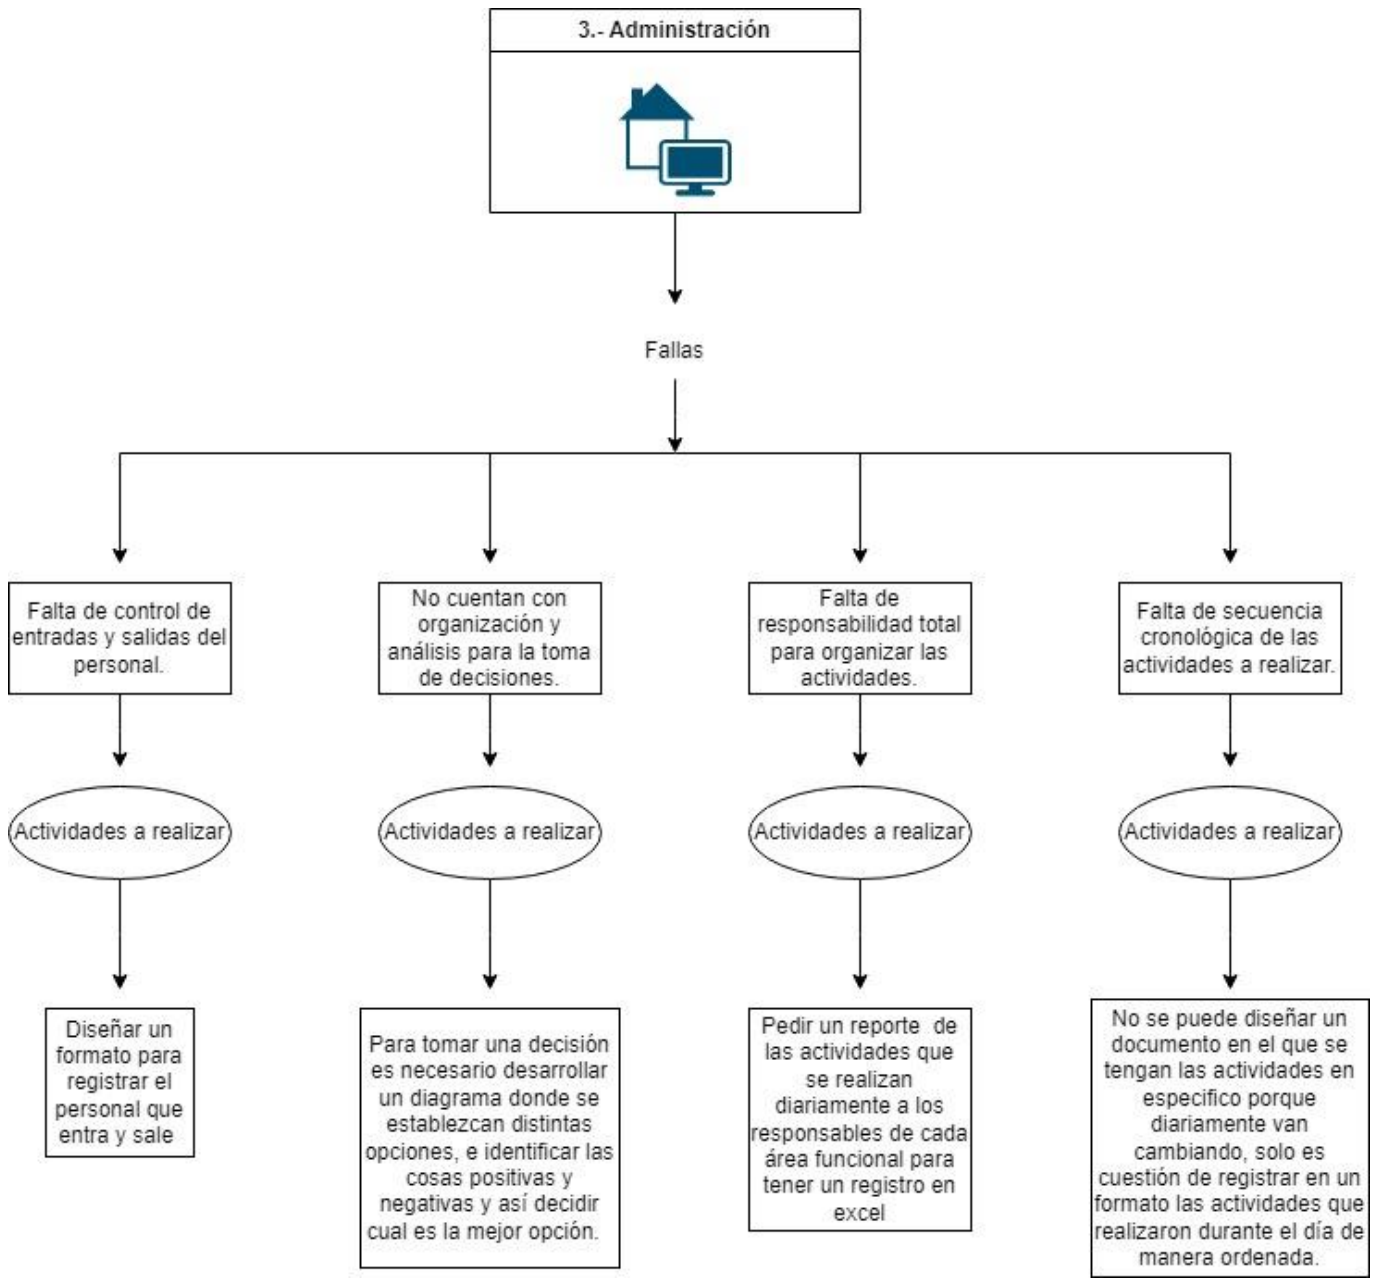 3.- Administración
Fallas
Falta de control de
entradas y salidas del
personal.
No cuentan con
organización y
análisis para la toma
de decisiones.
Falta de
responsabilidad total
para organizar las
actividades.
Falta de secuencia
cronológica de las
actividades a realizar.
Actividades a realizar
Actividades a realizar
Actividades a realizar
Actividades a realizar
Diseñar un
formato para
registrar el
personal que
entra y sale
Para tomar una decisión
es necesario desarrollar
un diagrama donde se
establezcan distintas
opciones, e identificar las
cosas positivas y
negativas y así decidir
cual es la mejor opción.
Pedir un reporte de
las actividades que
se realizan
diariamente a los
responsables de cada
área funcional para
tener un registro en
excel
No se puede diseñar un
documento en el que se
tengan las actividades en
especifico porque
diariamente van
cambiando, solo es
cuestión de registrar en un
formato las actividades que
realizaron durante el día de
manera ordenada.